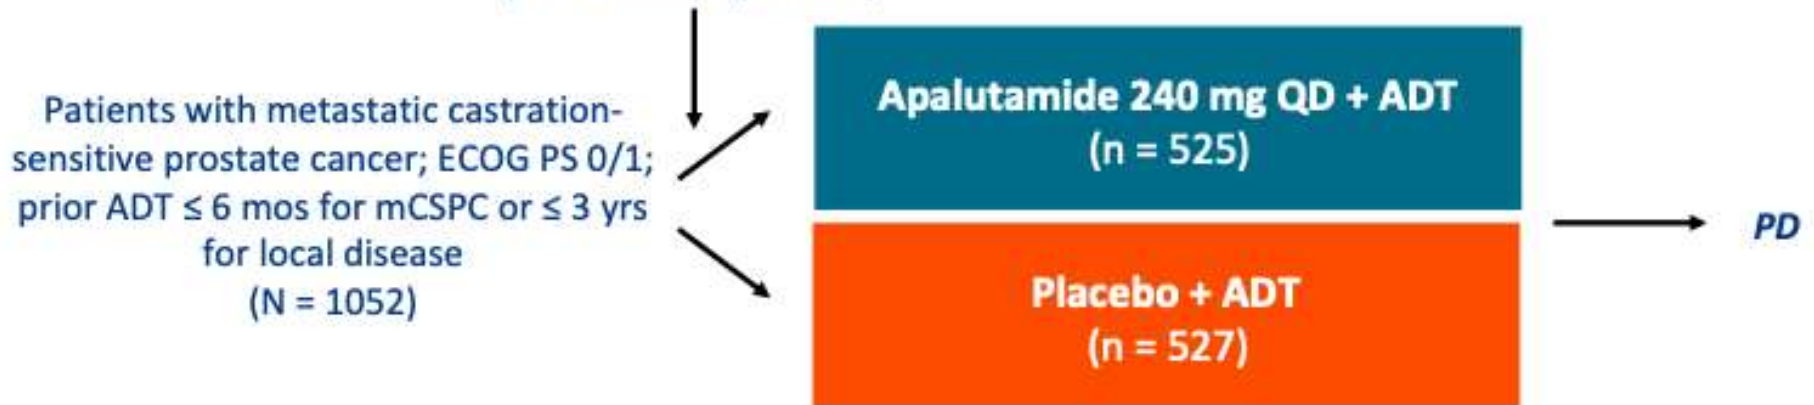 Patients with metastatic castration-
sensitive prostate cancer; ECOG PS 0/1;
prior ADT ≤ 6 mos for mCSPC or ≤ 3 yrs
for local disease
(N = 1052)
Apalutamide 240 mg QD + ADT
(n = 525)
Placebo + ADT
(n = 527)
PD